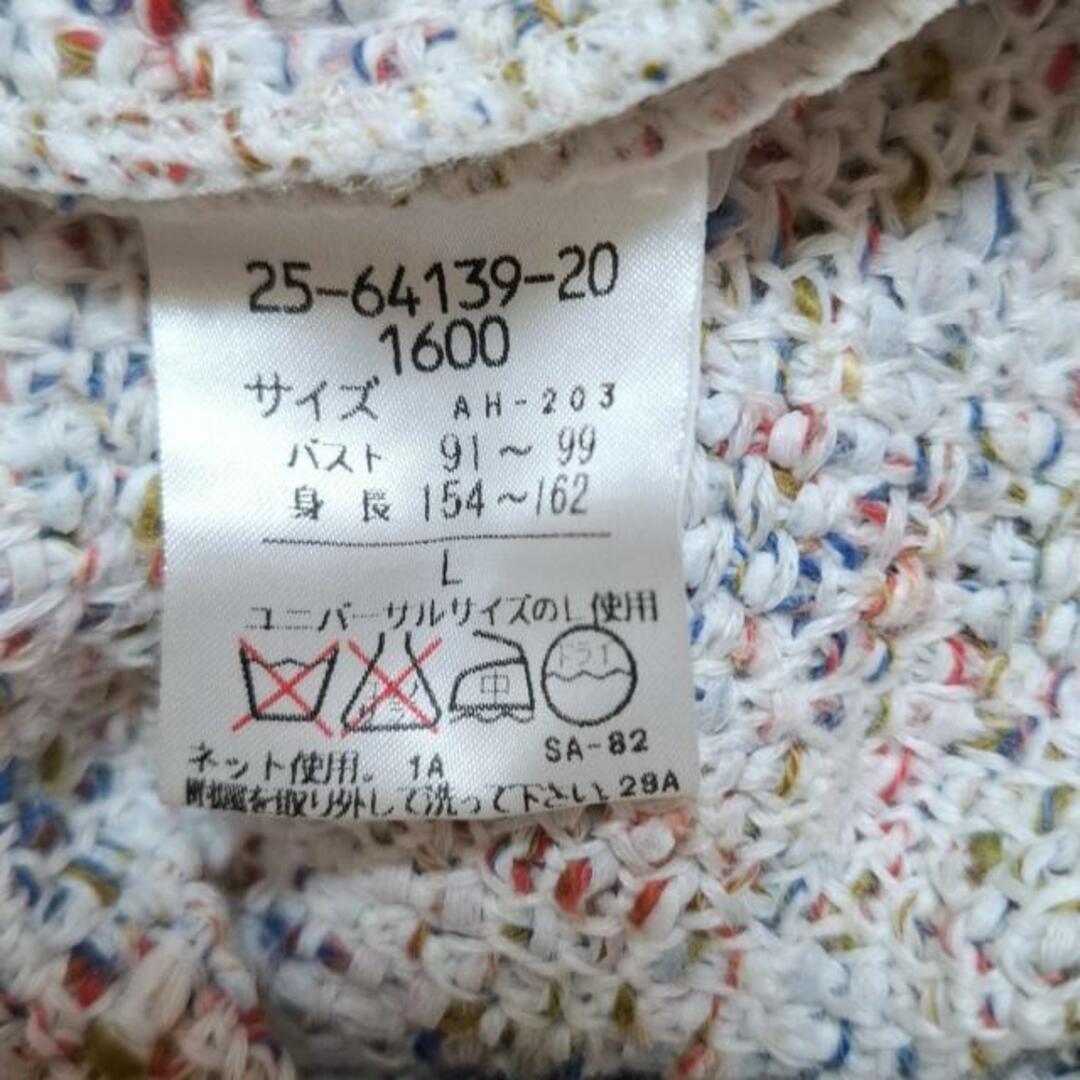 25-64139-20
1600
サイズ AH-203
バスト 91～99
身長 154～162
L
ユニバーサルサイズのL使用
中 ドライ
SA-82
ネット使用。 1A
を取り外して洗って下さい。29A